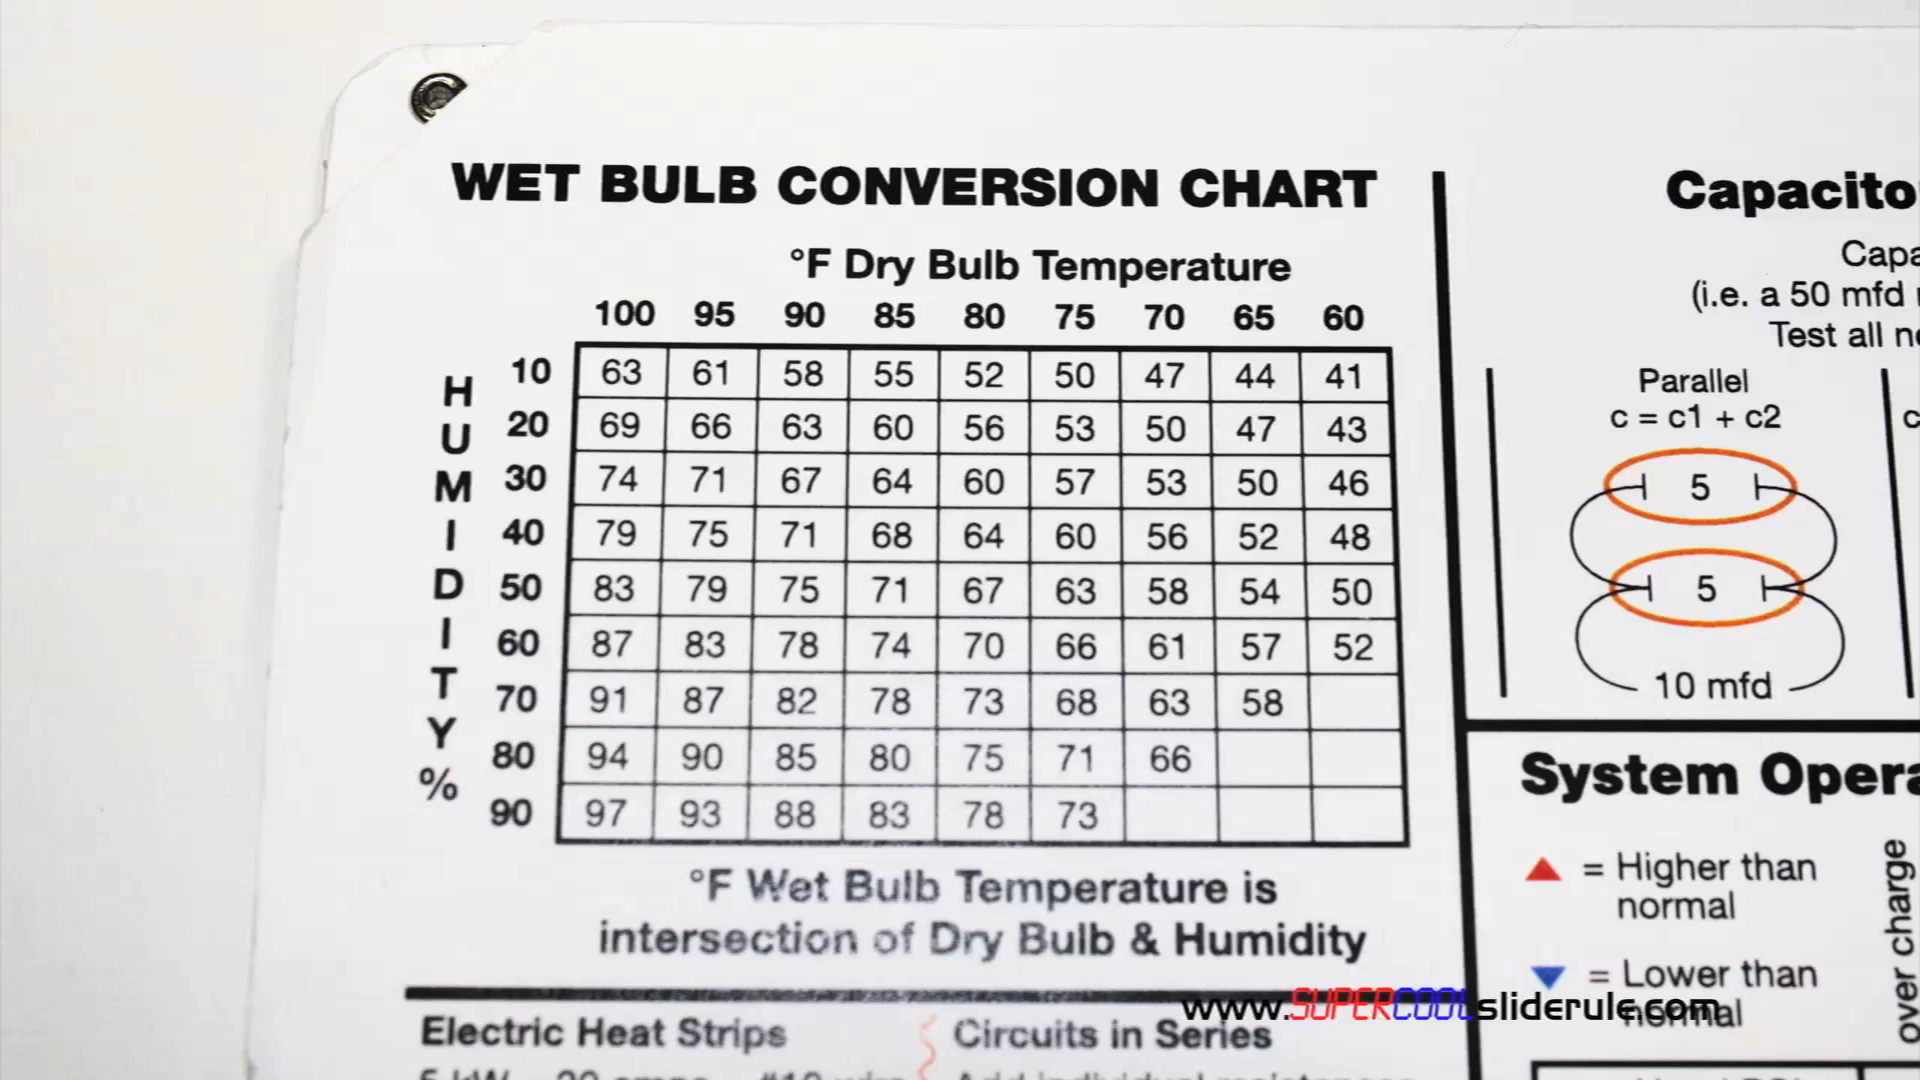 WET BULB CONVERSION CHART
°F Dry Bulb Temperature
100 95 90 85 80 75 70 65 60
HUMIDITY %
10 63 61 58 55 52 50 47 44 41
20 69 66 63 60 56 53 50 47 43
30 74 71 67 64 60 57 53 50 46
40 79 75 71 68 64 60 56 52 48
50 83 79 75 71 67 63 58 54 50
60 87 83 78 74 70 66 61 57 52
70 91 87 82 78 73 68 63 58
80 94 90 85 80 75 71 66
90 97 93 88 83 78 73
°F Wet Bulb Temperature is
intersection of Dry Bulb & Humidity
Electric Heat Strips
Circuits in Series
Capacito
Capa
(i.e. a 50 mfd
Test all
Parallel
c = c1 + c2
c
5
5
10 mfd
System Opera
= Higher than
normal
= Lower than
normal
over charge
www.SUPERCOOLsliderule.com